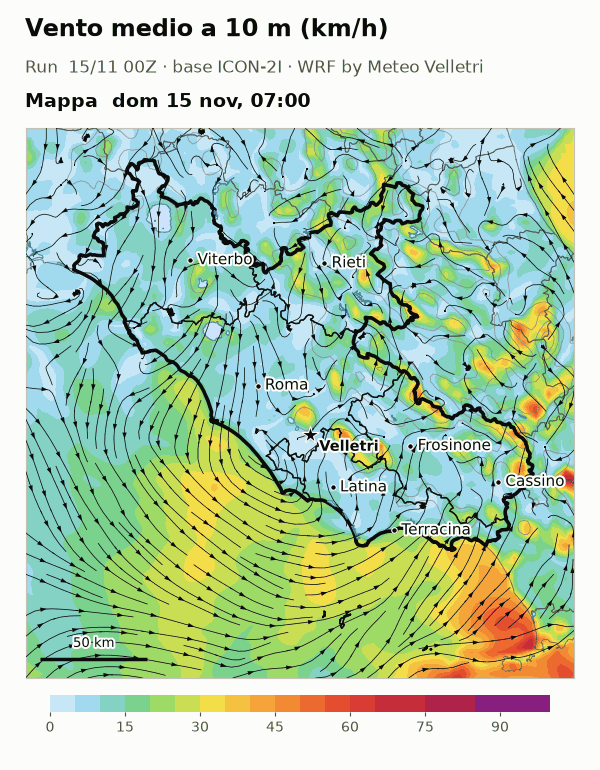 Vento medio a 10 m (km/h)
Run  15/11 00Z · base ICON-2I · WRF by Meteo Velletri
Mappa  dom 15 nov, 07:00
Viterbo
Rieti
Roma
Velletri
Frosinone
Latina
Cassino
Terracina
50 km
0 15 30 45 60 75 90